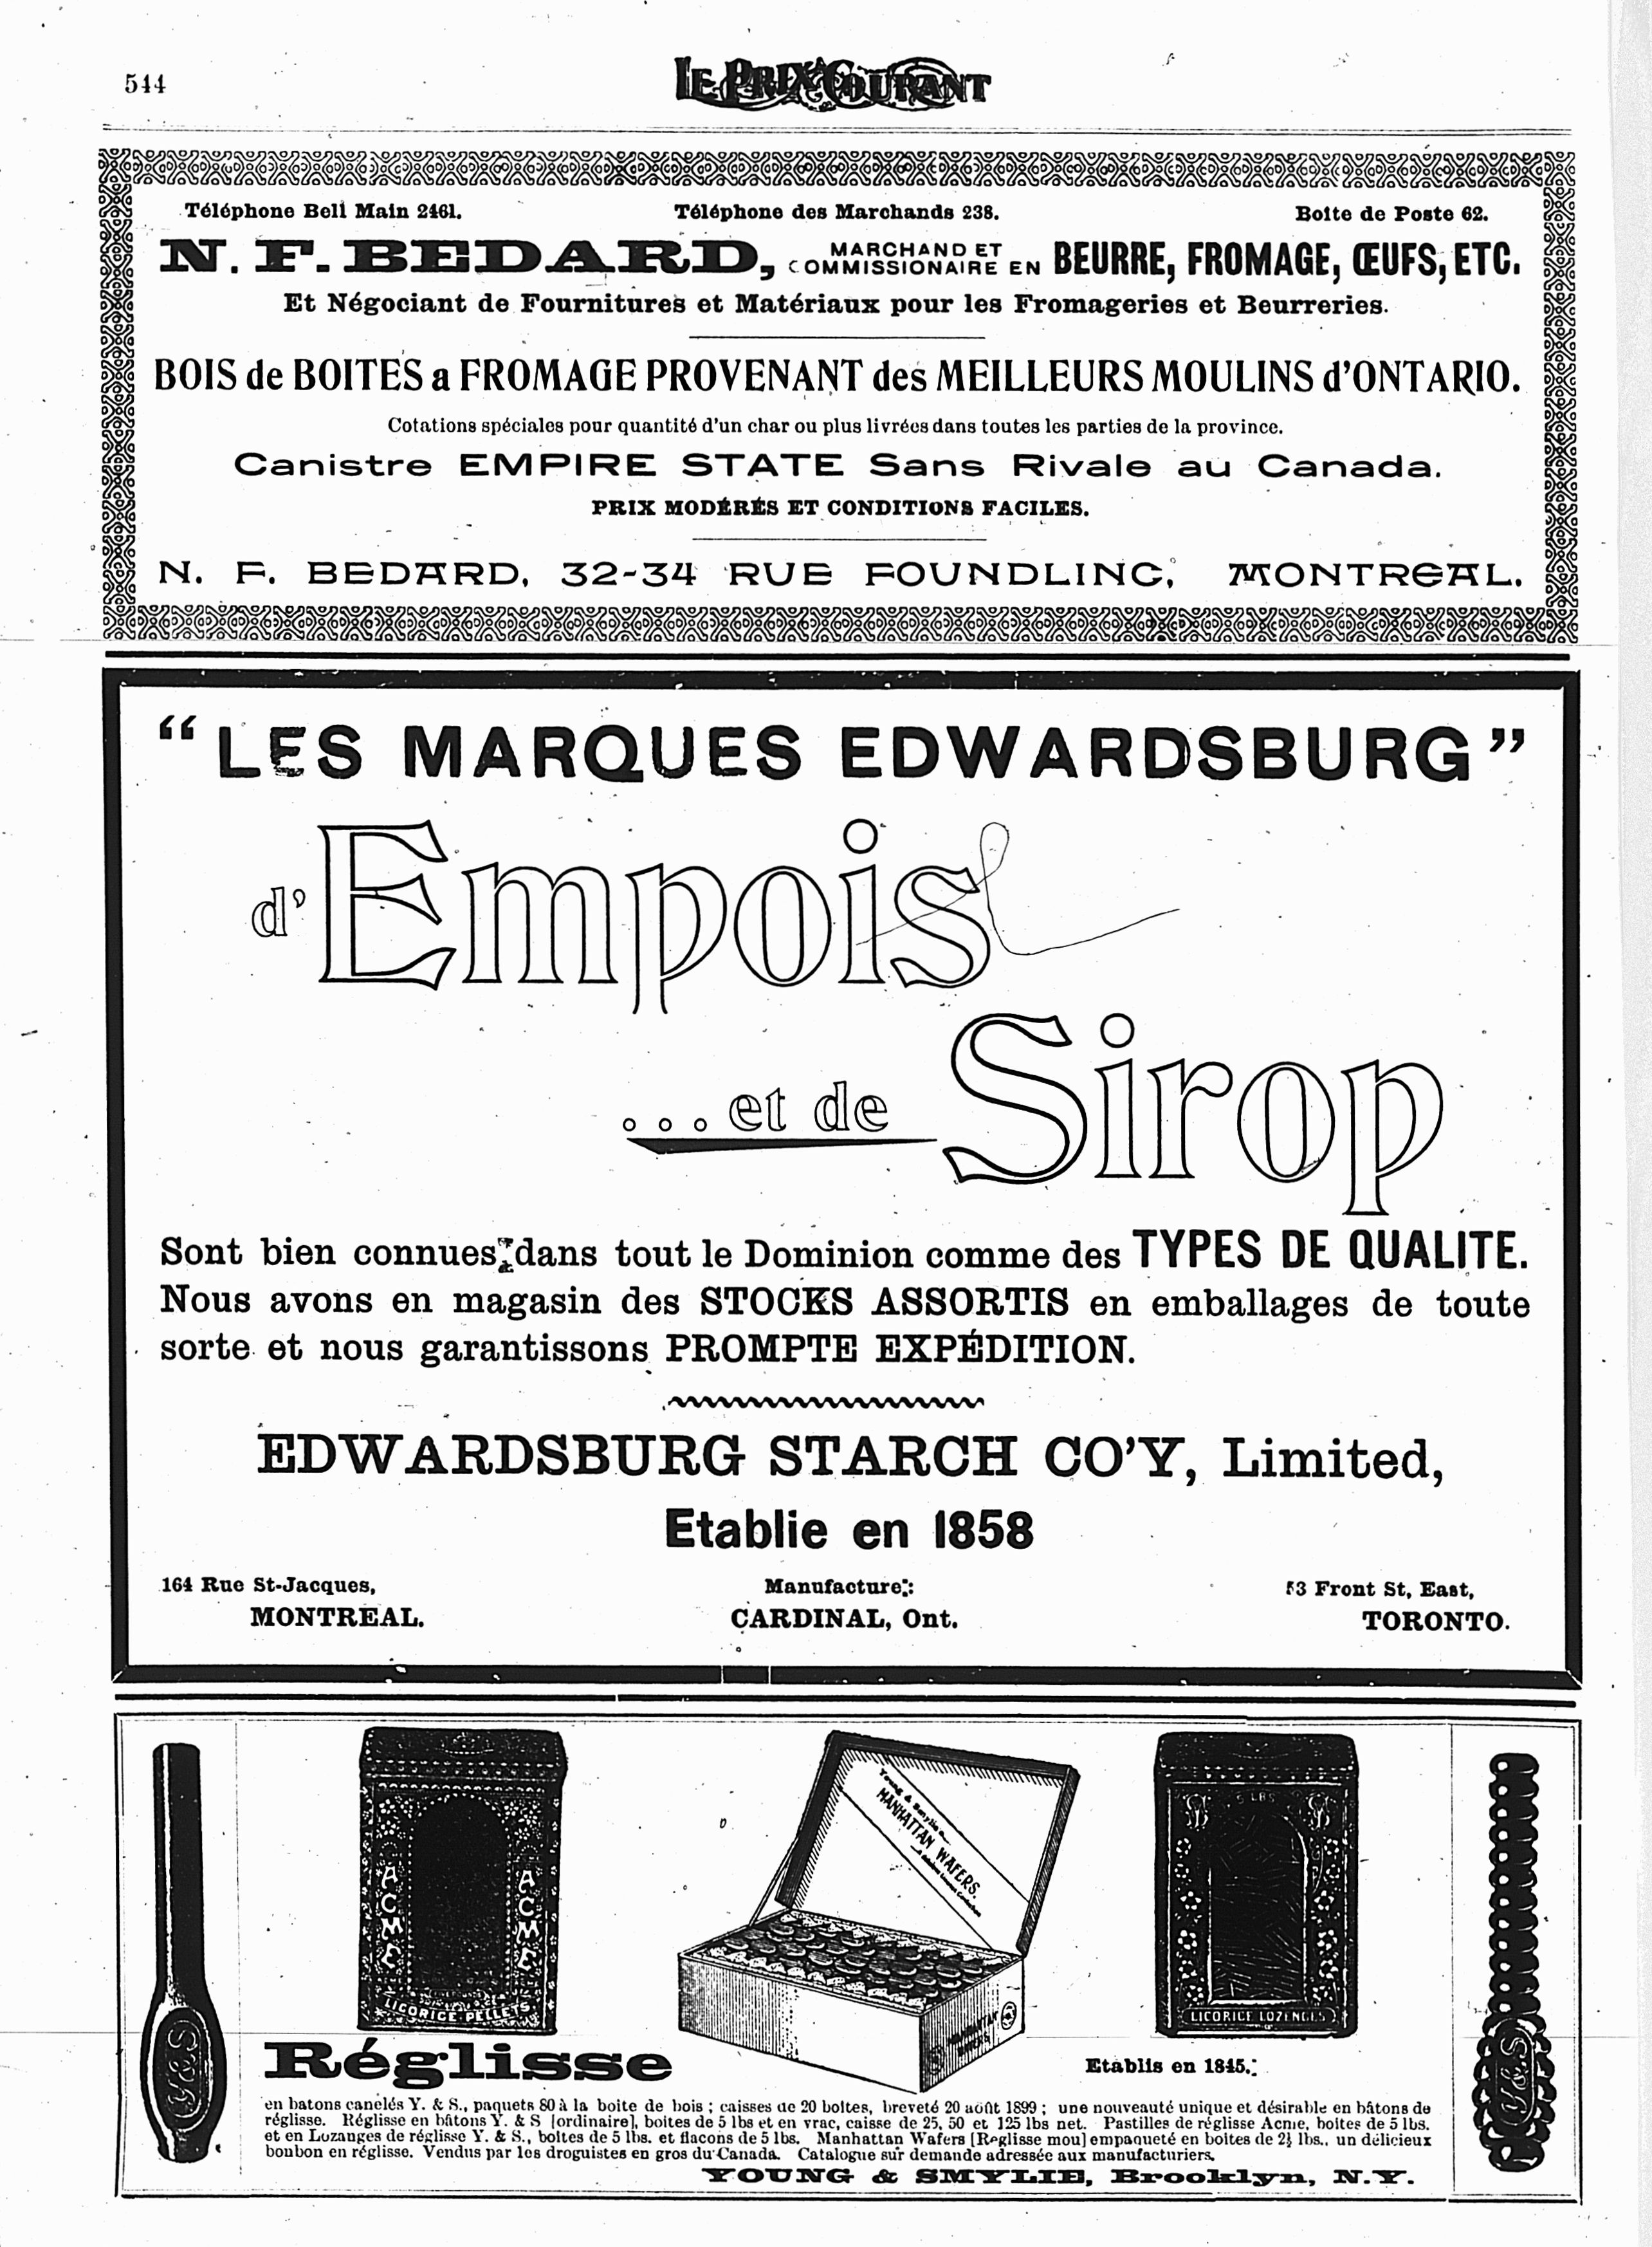 544
LE PRIX COURANT
Téléphone Bell Main 2461. Téléphone des Marchands 238. Boite de Poste 62.
N. F. BEDARD, MARCHAND ET COMMISSIONAIRE EN BEURRE, FROMAGE, ŒUFS, ETC.
Et Négociant de Fournitures et Matériaux pour les Fromageries et Beurreries.
BOIS de BOITES a FROMAGE PROVENANT des MEILLEURS MOULINS d'ONTARIO.
Cotations spéciales pour quantité d'un char ou plus livrées dans toutes les parties de la province.
Canistre EMPIRE STATE Sans Rivale au Canada.
PRIX MODÉRÉS ET CONDITIONS FACILES.
N. F. BEDARD, 32-34 RUE FOUNDLING, MONTREAL.
"LES MARQUES EDWARDSBURG"
d'Empois
...et de Sirop
Sont bien connues dans tout le Dominion comme des TYPES DE QUALITE.
Nous avons en magasin des STOCKS ASSORTIS en emballages de toute
sorte et nous garantissons PROMPTE EXPÉDITION.
EDWARDSBURG STARCH CO'Y, Limited,
Etablie en 1858
164 Rue St-Jacques, Manufacture: 53 Front St, East,
MONTREAL. CARDINAL, Ont. TORONTO.
Young & Smylie
MANHATTAN WAFERS.
5 LBS
ACME
ACME
LICORICE PELLETS
MANHATTAN WAFERS
LICORICE LOZENGES
Y&S
Y&S
Réglisse
Etablis en 1845.
en batons canelés Y. & S., paquets 80 à la boite de bois ; caisses de 20 boites, breveté 20 août 1899 ; une nouveauté unique et désirable en bâtons de
réglisse. Réglisse en bâtons Y. & S [ordinaire], boites de 5 lbs et en vrac, caisse de 25, 50 et 125 lbs net. Pastilles de réglisse Acme, boites de 5 lbs.
et en Lozanges de réglisse Y. & S., boites de 5 lbs. et flacons de 5 lbs. Manhattan Wafers [Reglisse mou] empaqueté en boites de 2½ lbs., un délicieux
bonbon en réglisse. Vendus par les droguistes en gros du Canada. Catalogue sur demande adressée aux manufacturiers.
YOUNG & SMYLIE, Brooklyn, N.Y.